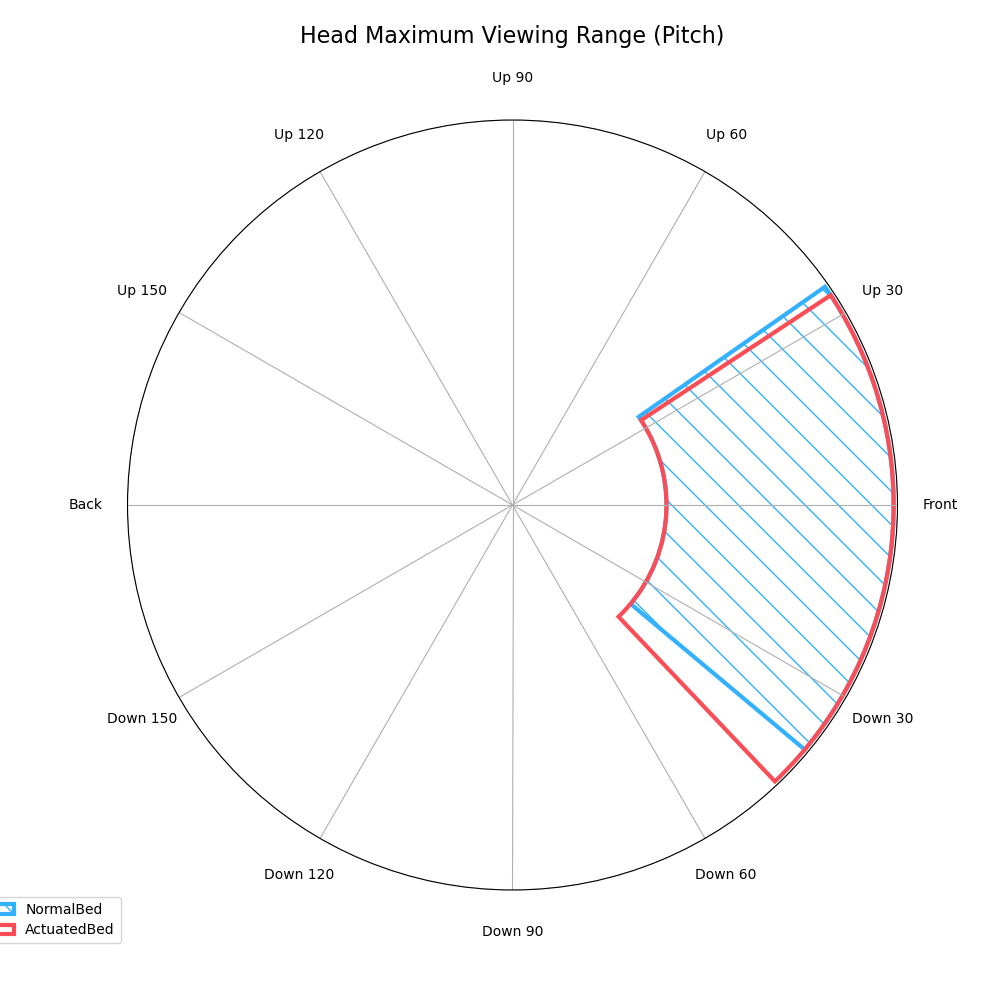 Head Maximum Viewing Range (Pitch)
Up 90
Up 120
Up 60
Up 150
Up 30
Back
Front
Down 150
Down 30
Down 120
Down 60
NormalBed
ActuatedBed
Down 90